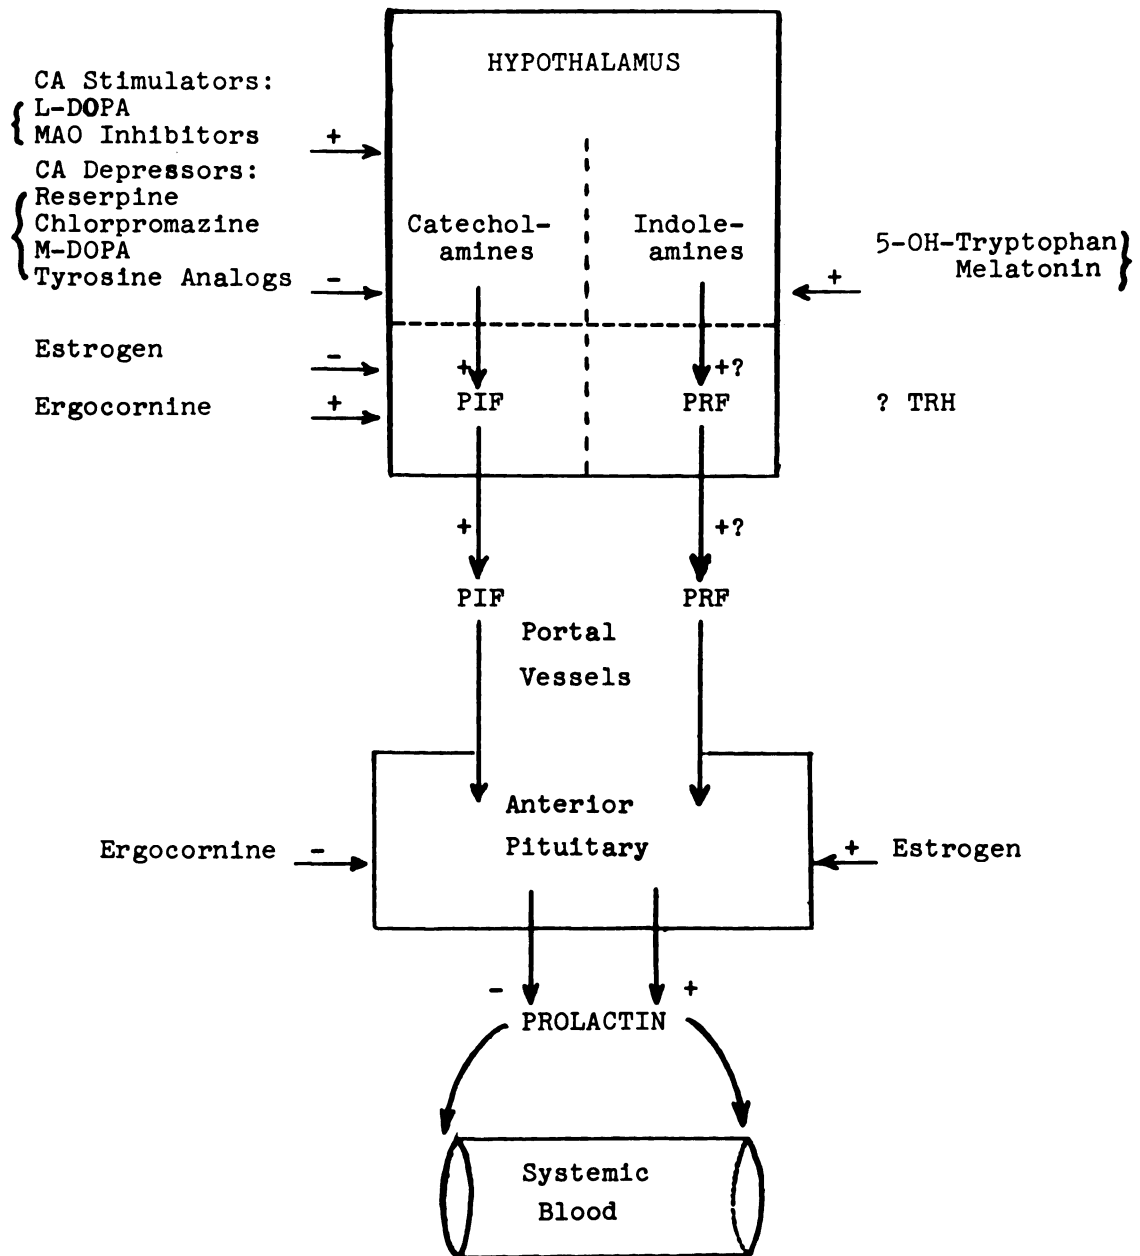 HYPOTHALAMUS
CA Stimulators:
{ L-DOPA
MAO Inhibitors +
CA Depressors:
{ Reserpine
Chlorpromazine
M-DOPA
Tyrosine Analogs -
Catechol-
amines
Indole-
amines
5-OH-Tryptophan }
Melatonin
+
Estrogen -
Ergocornine +
+
PIF
+?
PRF
? TRH
+
PIF
+?
PRF
Portal
Vessels
Anterior
Pituitary
Ergocornine -
+ Estrogen
- +
PROLACTIN
Systemic
Blood